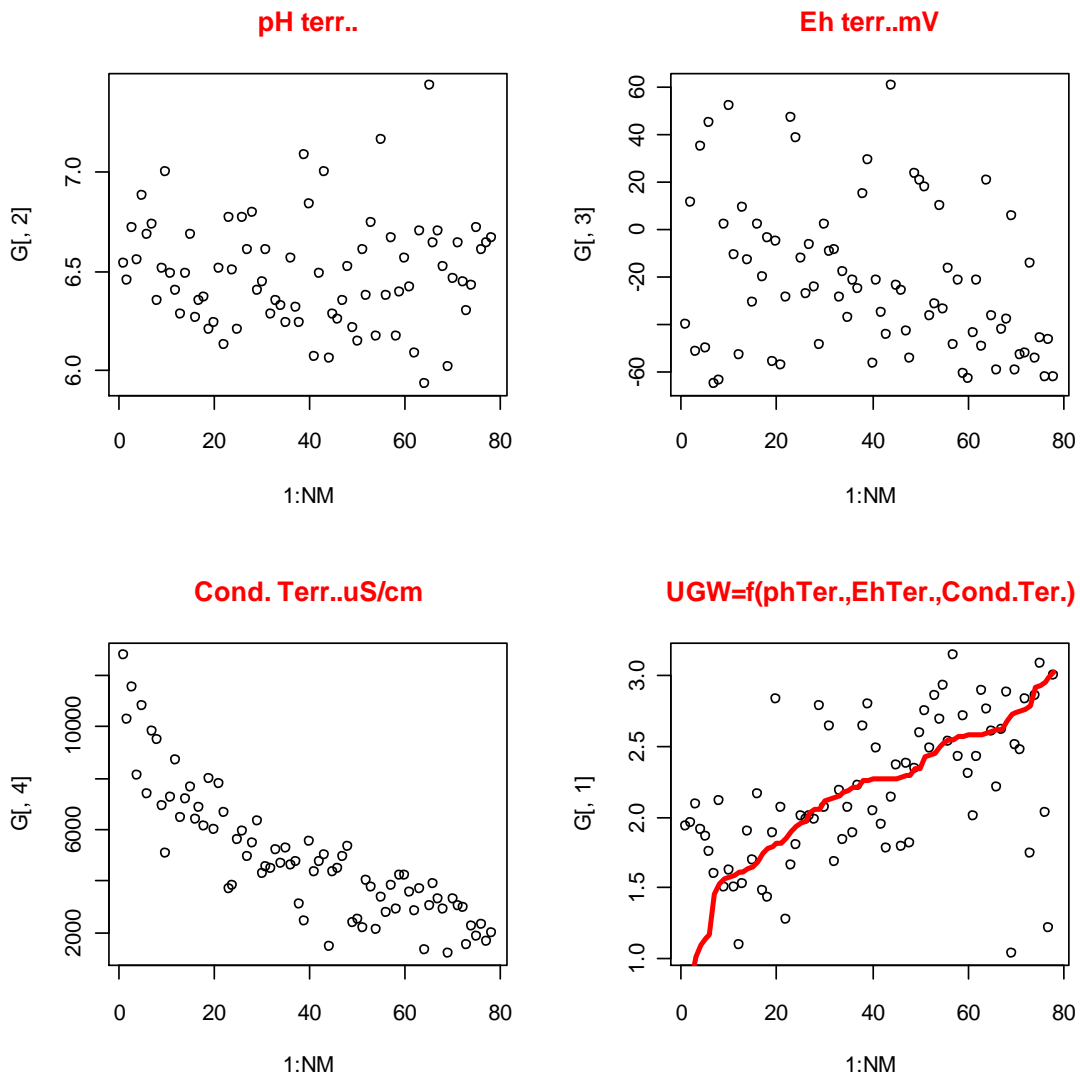 pH terr..
G[, 2]
7.0
6.5
6.0
0 20 40 60 80
1:NM
Eh terr..mV
G[, 3]
60
40
20
0
-20
-60
0 20 40 60 80
1:NM
Cond. Terr..uS/cm
G[, 4]
10000
6000
2000
0 20 40 60 80
1:NM
UGW=f(phTer.,EhTer.,Cond.Ter.)
G[, 1]
3.0
2.5
2.0
1.5
1.0
0 20 40 60 80
1:NM